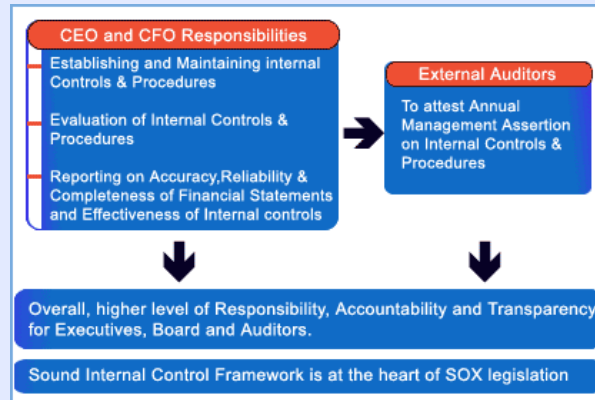 CEO and CFO Responsibilities
Establishing and Maintaining internal
Controls & Procedures
Evaluation of Internal Controls &
Procedures
Reporting on Accuracy,Reliability &
Completeness of Financial Statements
and Effectiveness of Internal controls
External Auditors
To attest Annual
Management Assertion
on Internal Controls &
Procedures
Overall, higher level of Responsibility, Accountability and Transparency
for Executives, Board and Auditors.
Sound Internal Control Framework is at the heart of SOX legislation